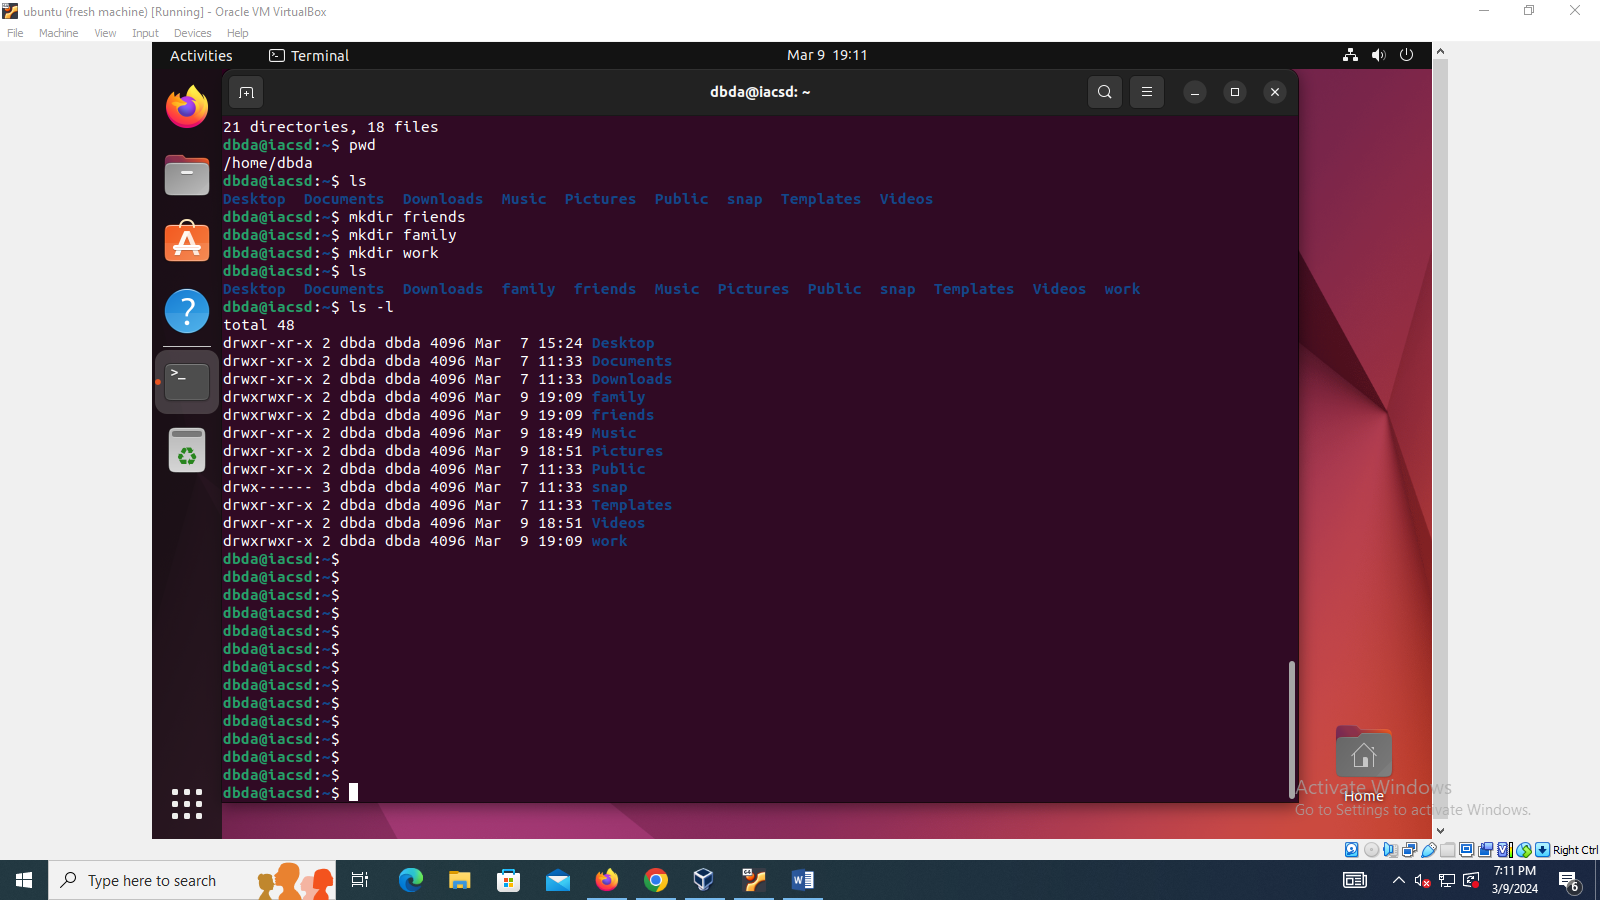 ubuntu (fresh machine) [Running] - Oracle VM VirtualBox
File Machine View Input Devices Help
Activities Terminal Mar 9 19:11
dbda@iacsd: ~
21 directories, 18 files
dbda@iacsd:~$ pwd
/home/dbda
dbda@iacsd:~$ ls
Desktop Documents Downloads Music Pictures Public snap Templates Videos
dbda@iacsd:~$ mkdir friends
dbda@iacsd:~$ mkdir family
dbda@iacsd:~$ mkdir work
dbda@iacsd:~$ ls
Desktop Documents Downloads family friends Music Pictures Public snap Templates Videos work
dbda@iacsd:~$ ls -l
total 48
drwxr-xr-x 2 dbda dbda 4096 Mar  7 15:24 Desktop
drwxr-xr-x 2 dbda dbda 4096 Mar  7 11:33 Documents
drwxr-xr-x 2 dbda dbda 4096 Mar  7 11:33 Downloads
drwxrwxr-x 2 dbda dbda 4096 Mar  9 19:09 family
drwxrwxr-x 2 dbda dbda 4096 Mar  9 19:09 friends
drwxr-xr-x 2 dbda dbda 4096 Mar  9 18:49 Music
drwxr-xr-x 2 dbda dbda 4096 Mar  9 18:51 Pictures
drwxr-xr-x 2 dbda dbda 4096 Mar  7 11:33 Public
drwx------ 3 dbda dbda 4096 Mar  7 11:33 snap
drwxr-xr-x 2 dbda dbda 4096 Mar  7 11:33 Templates
drwxr-xr-x 2 dbda dbda 4096 Mar  9 18:51 Videos
drwxrwxr-x 2 dbda dbda 4096 Mar  9 19:09 work
dbda@iacsd:~$
dbda@iacsd:~$
dbda@iacsd:~$
dbda@iacsd:~$
dbda@iacsd:~$
dbda@iacsd:~$
dbda@iacsd:~$
dbda@iacsd:~$
dbda@iacsd:~$
dbda@iacsd:~$
dbda@iacsd:~$
dbda@iacsd:~$
dbda@iacsd:~$
dbda@iacsd:~$
Activate Windows
Home
Go to Settings to activate Windows.
Right Ctrl
Type here to search
7:11 PM
3/9/2024
6